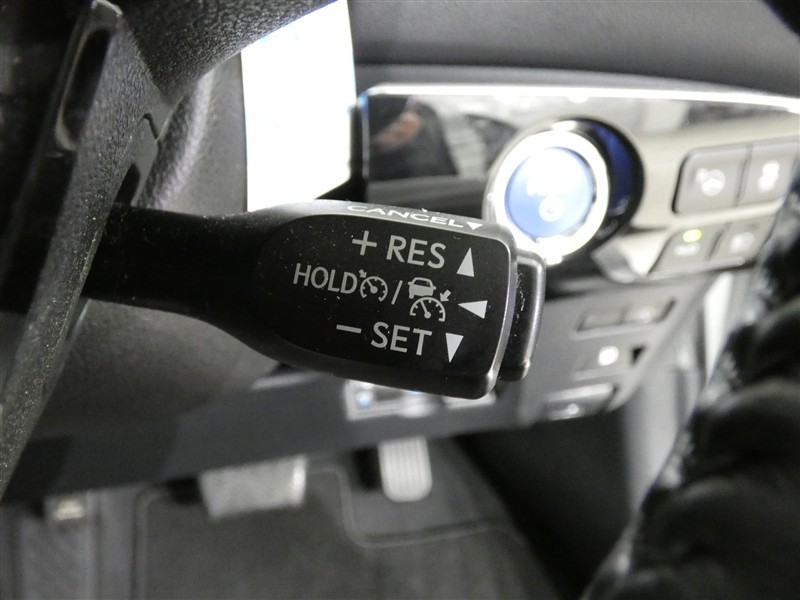 CANCEL▼
+ RES ▲
HOLD / ◀
− SET ▼